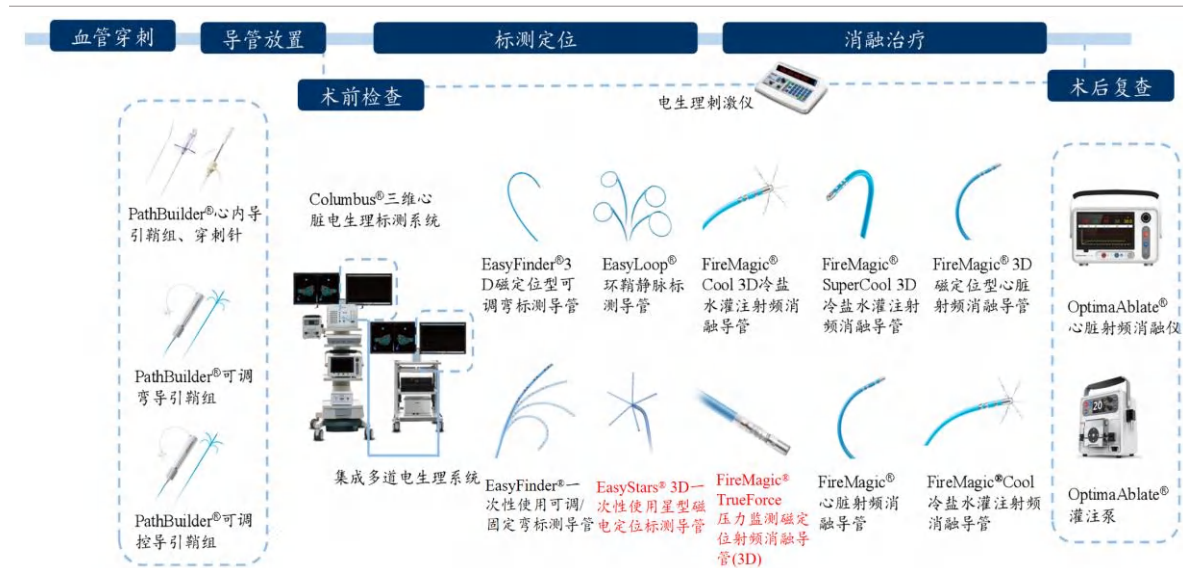 血管穿刺
导管放置
标测定位
消融治疗
术前检查
电生理刺激仪
术后复查
PathBuilder®心内导
引鞘组、穿刺针
PathBuilder®可调
弯导引鞘组
PathBuilder®可调
控导引鞘组
Columbus®三维心
脏电生理标测系统
集成多道电生理系统
EasyFinder®3
D磁定位型可
调弯标测导管
EasyLoop®
环鞘静脉标
测导管
FireMagic®
Cool 3D冷盐
水灌注射频消
融导管
FireMagic®
SuperCool 3D
冷盐水灌注射
频消融导管
FireMagic® 3D
磁定位型心脏
射频消融导管
EasyFinder®一
次性使用可调/
固定弯标测导管
EasyStars® 3D一
次性使用星型磁
电定位标测导管
FireMagic®
TrueForce
压力监测磁定
位射频消融导
管(3D)
FireMagic®
心脏射频消
融导管
FireMagic®Cool
冷盐水灌注射频
消融导管
OptimaAblate®
心脏射频消融仪
20
OptimaAblate®
灌注泵